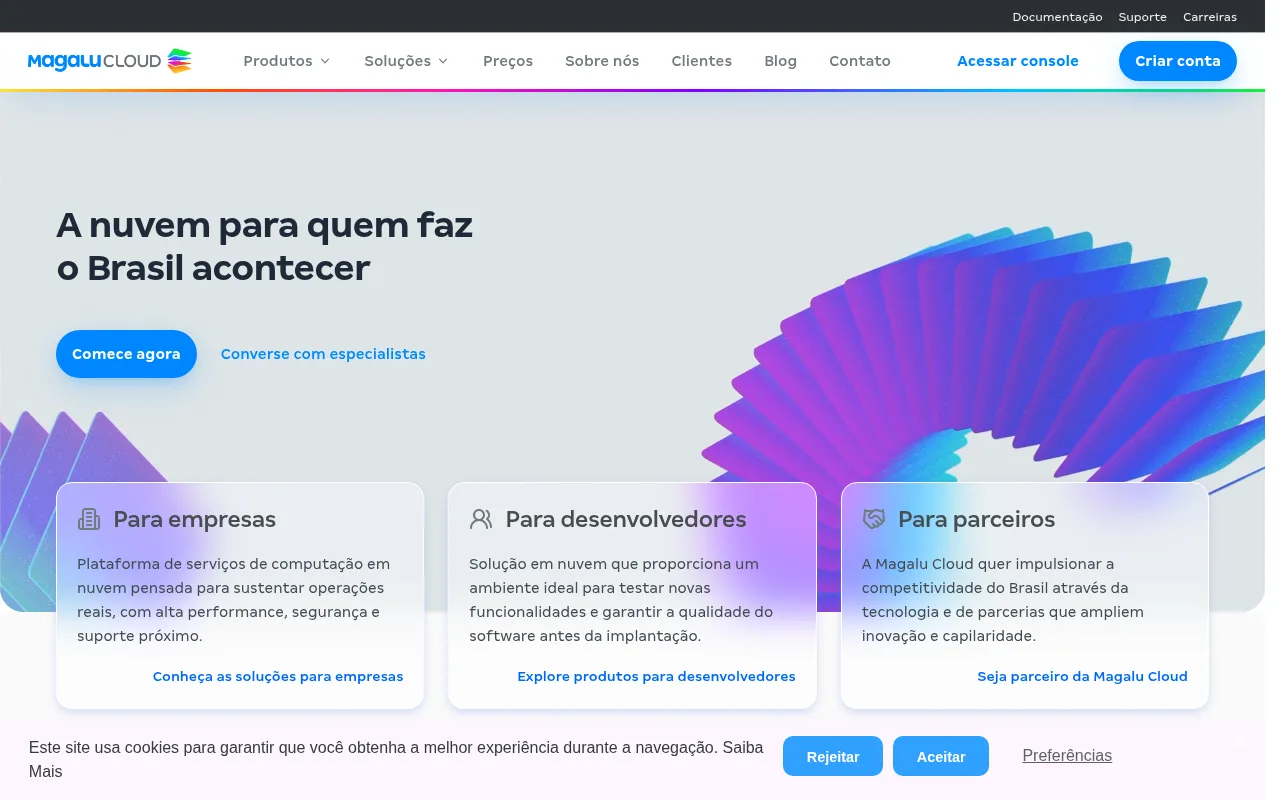 Documentação Suporte Carreiras
MagaluCLOUD Produtos Soluções Preços Sobre nós Clientes Blog Contato Acessar console Criar conta
A nuvem para quem faz
o Brasil acontecer
Comece agora Converse com especialistas
Para empresas
Plataforma de serviços de computação em
nuvem pensada para sustentar operações
reais, com alta performance, segurança e
suporte próximo.
Conheça as soluções para empresas
Para desenvolvedores
Solução em nuvem que proporciona um
ambiente ideal para testar novas
funcionalidades e garantir a qualidade do
software antes da implantação.
Explore produtos para desenvolvedores
Para parceiros
A Magalu Cloud quer impulsionar a
competitividade do Brasil através da
tecnologia e de parcerias que ampliem
inovação e capilaridade.
Seja parceiro da Magalu Cloud
Este site usa cookies para garantir que você obtenha a melhor experiência durante a navegação. Saiba
Mais
Rejeitar Aceitar Preferências